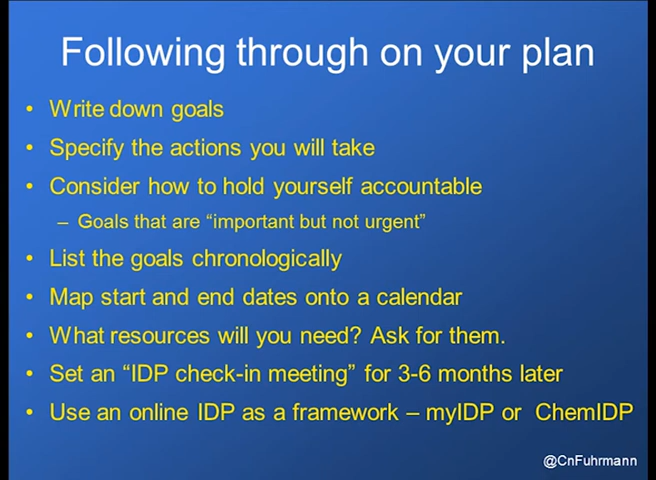 Following through on your plan
• Write down goals
• Specify the actions you will take
• Consider how to hold yourself accountable
– Goals that are “important but not urgent”
• List the goals chronologically
• Map start and end dates onto a calendar
• What resources will you need? Ask for them.
• Set an “IDP check-in meeting” for 3-6 months later
• Use an online IDP as a framework – myIDP or ChemIDP
@CnFuhrmann